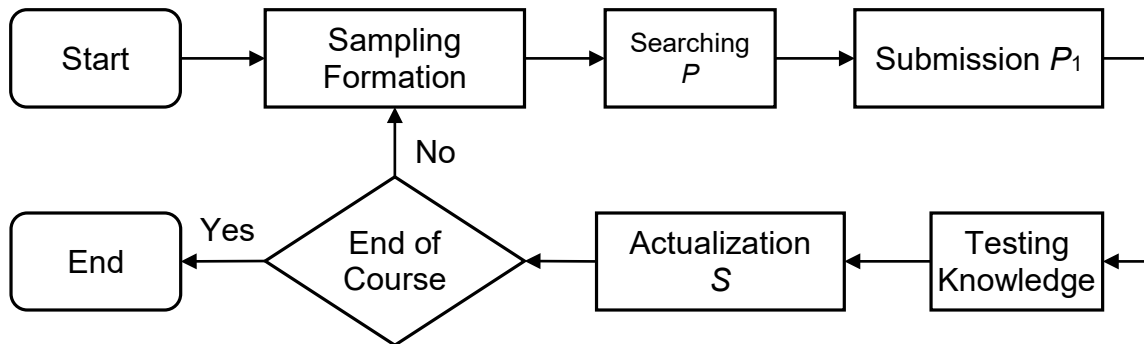 Start
Sampling
Formation
Searching
P
Submission P₁
No
Yes
End
End of
Course
Actualization
S
Testing
Knowledge